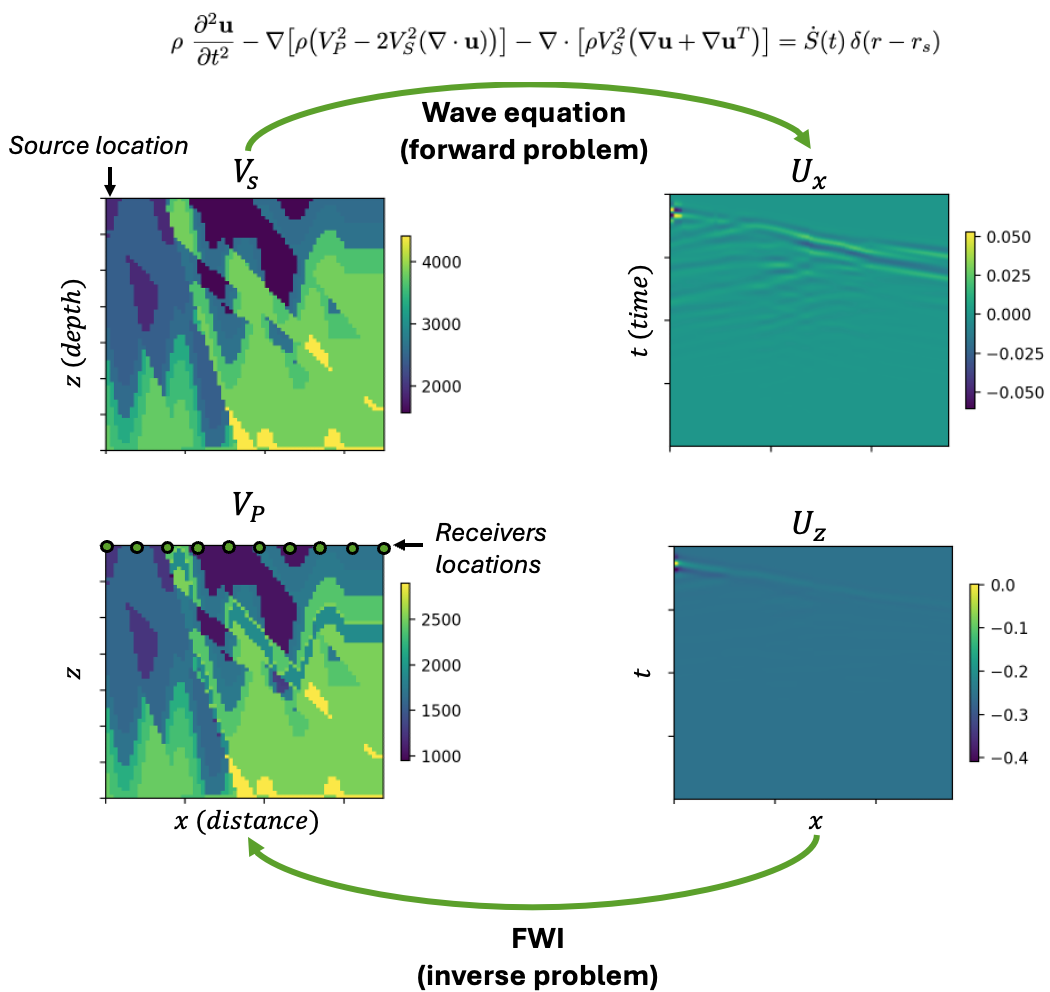 ρ ∂²𝐮/∂t² − ∇[ρ(V_P² − 2V_S²(∇ · 𝐮))] − ∇ · [ρV_S²(∇𝐮 + ∇𝐮ᵀ)] = Ṡ(t) δ(r − r_s)
Wave equation
(forward problem)
Source location
V_s
U_x
z (depth)
4000
3000
2000
t (time)
0.050
0.025
0.000
−0.025
−0.050
V_P
Receivers
locations
z
2500
2000
1500
1000
x (distance)
U_z
t
0.0
−0.1
−0.2
−0.3
−0.4
x
FWI
(inverse problem)